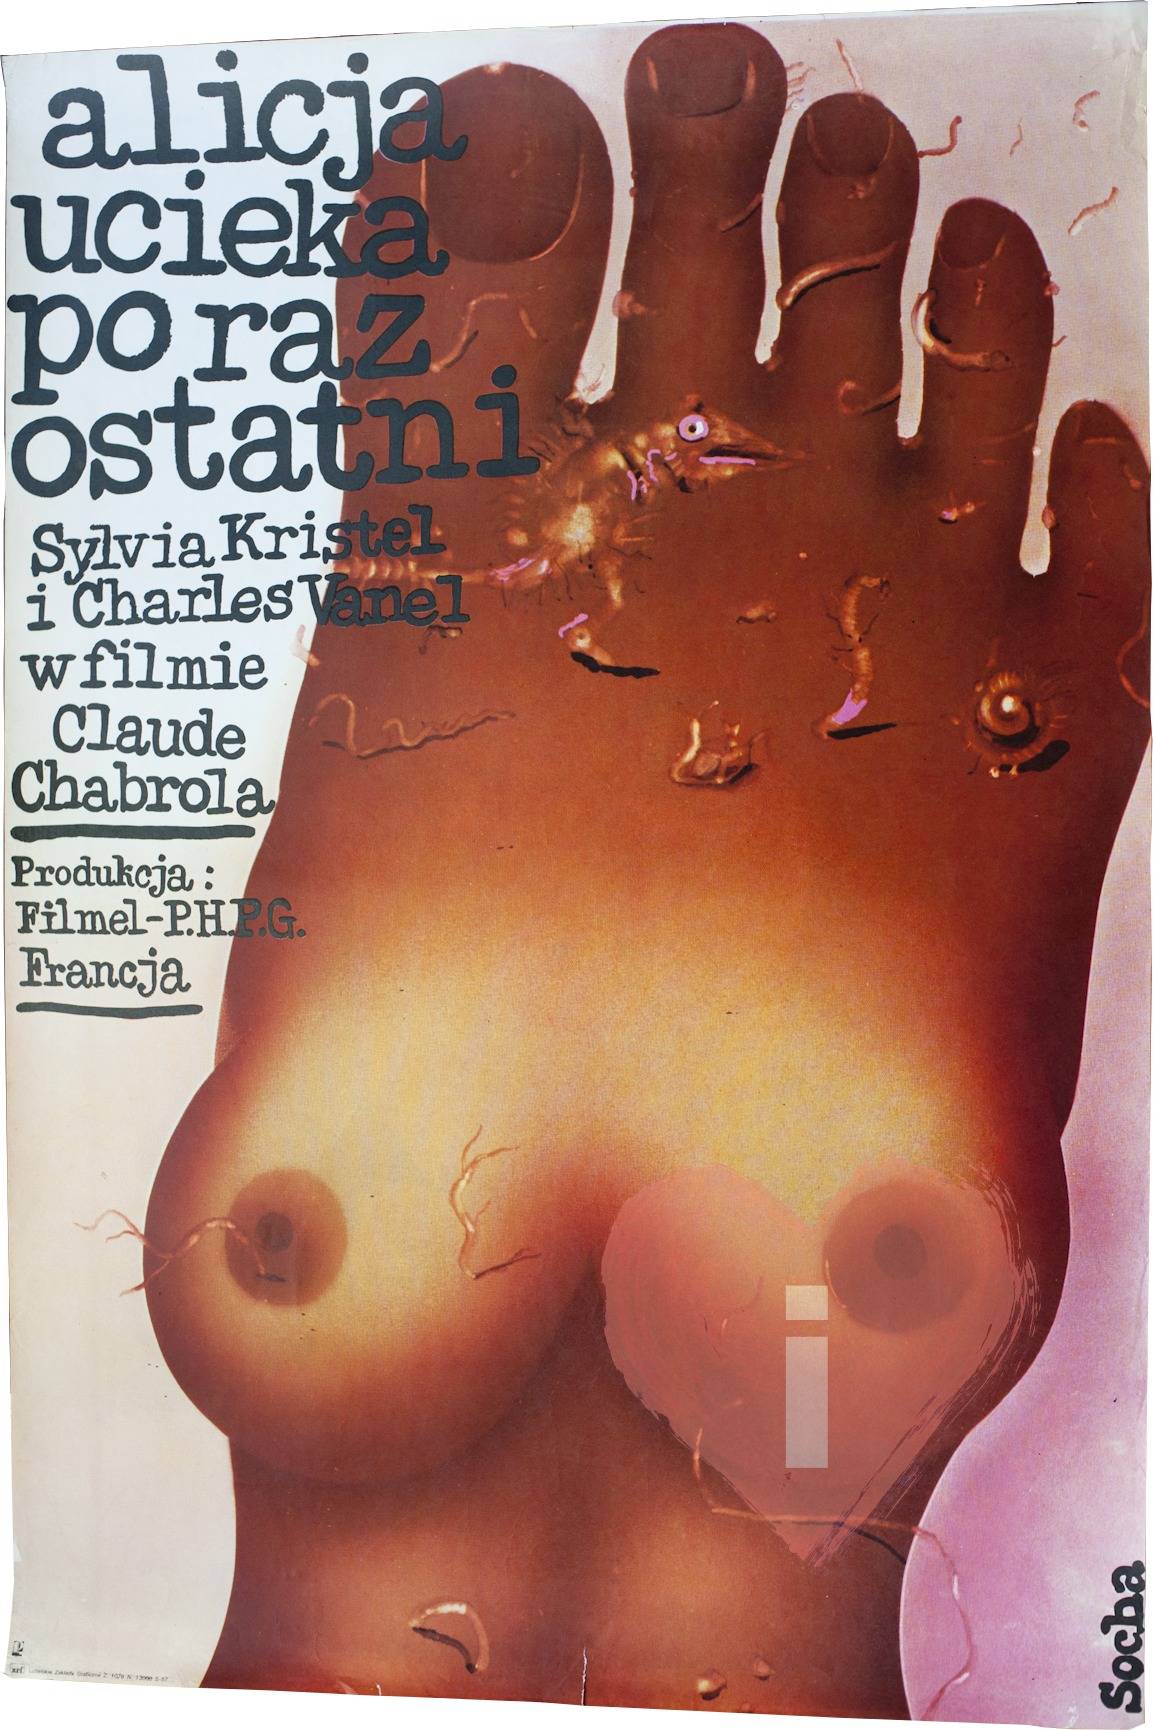 alicja
ucieka
po raz
ostatni
Sylvia Kristel
i Charles Vanel
w filmie
Claude
Chabrola
Produkcja:
Filmel-P.H.P.G.
Francja
i
Socha